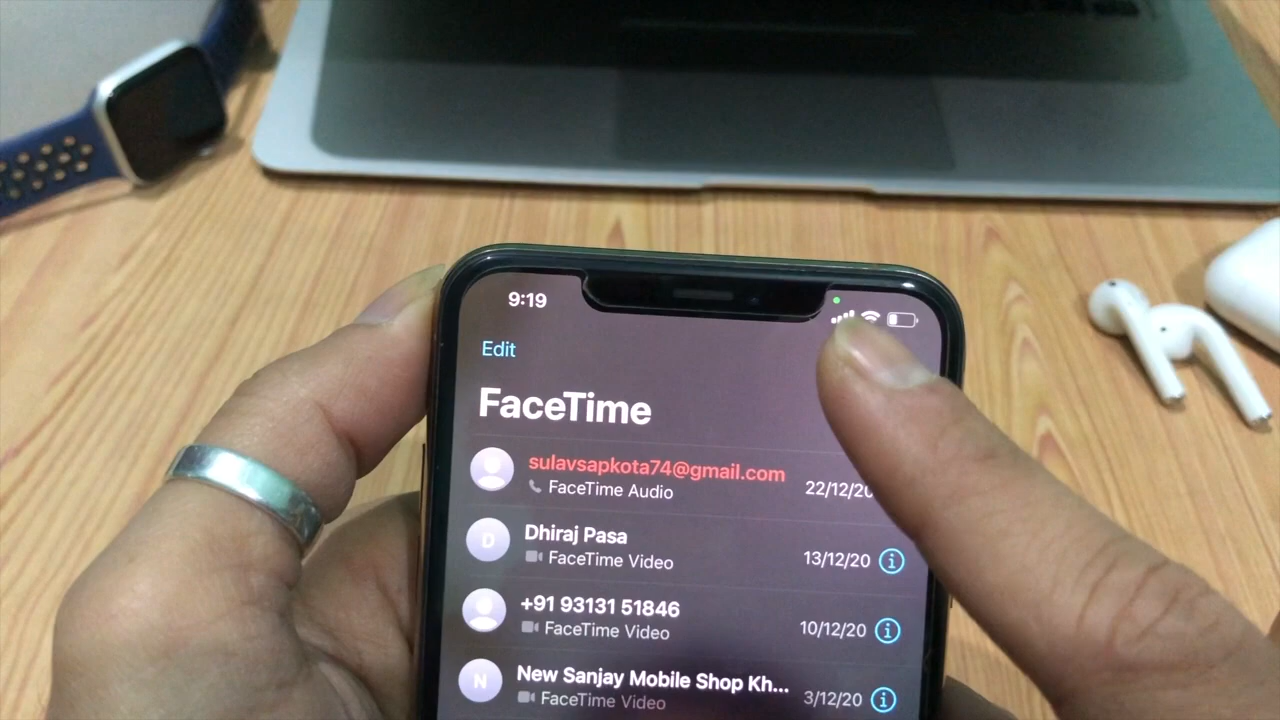 9:19
Edit
FaceTime
sulavsapkota74@gmail.com
FaceTime Audio
22/12/20
Dhiraj Pasa
D
FaceTime Video
13/12/20
+91 93131 51846
FaceTime Video
10/12/20
New Sanjay Mobile Shop Kh...
N
FaceTime Video
3/12/20